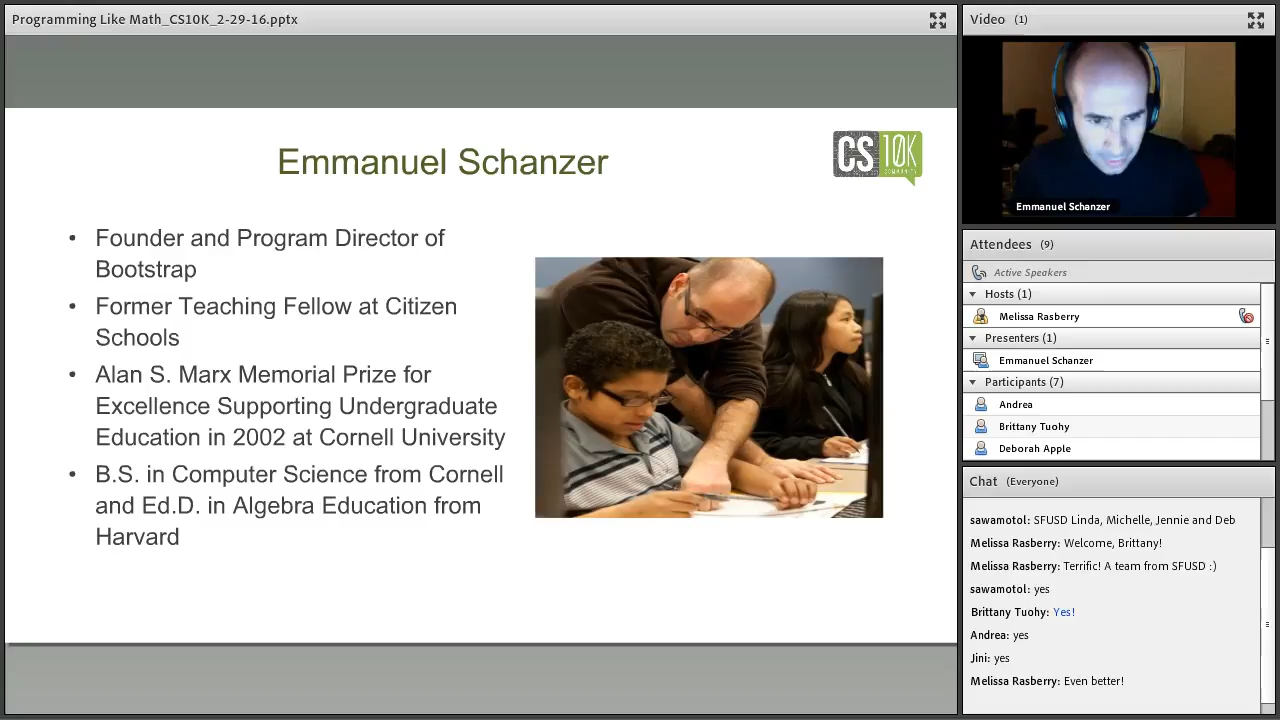 Programming Like Math_CS10K_2-29-16.pptx
Emmanuel Schanzer
CS 10K
COMMUNITY
• Founder and Program Director of
Bootstrap
• Former Teaching Fellow at Citizen
Schools
• Alan S. Marx Memorial Prize for
Excellence Supporting Undergraduate
Education in 2002 at Cornell University
• B.S. in Computer Science from Cornell
and Ed.D. in Algebra Education from
Harvard
Video (1)
Emmanuel Schanzer
Attendees (9)
Active Speakers
Hosts (1)
Melissa Rasberry
Presenters (1)
Emmanuel Schanzer
Participants (7)
Andrea
Brittany Tuohy
Deborah Apple
Chat (Everyone)
sawamotol: SFUSD Linda, Michelle, Jennie and Deb
Melissa Rasberry: Welcome, Brittany!
Melissa Rasberry: Terrific! A team from SFUSD :)
sawamotol: yes
Brittany Tuohy: Yes!
Andrea: yes
Jini: yes
Melissa Rasberry: Even better!